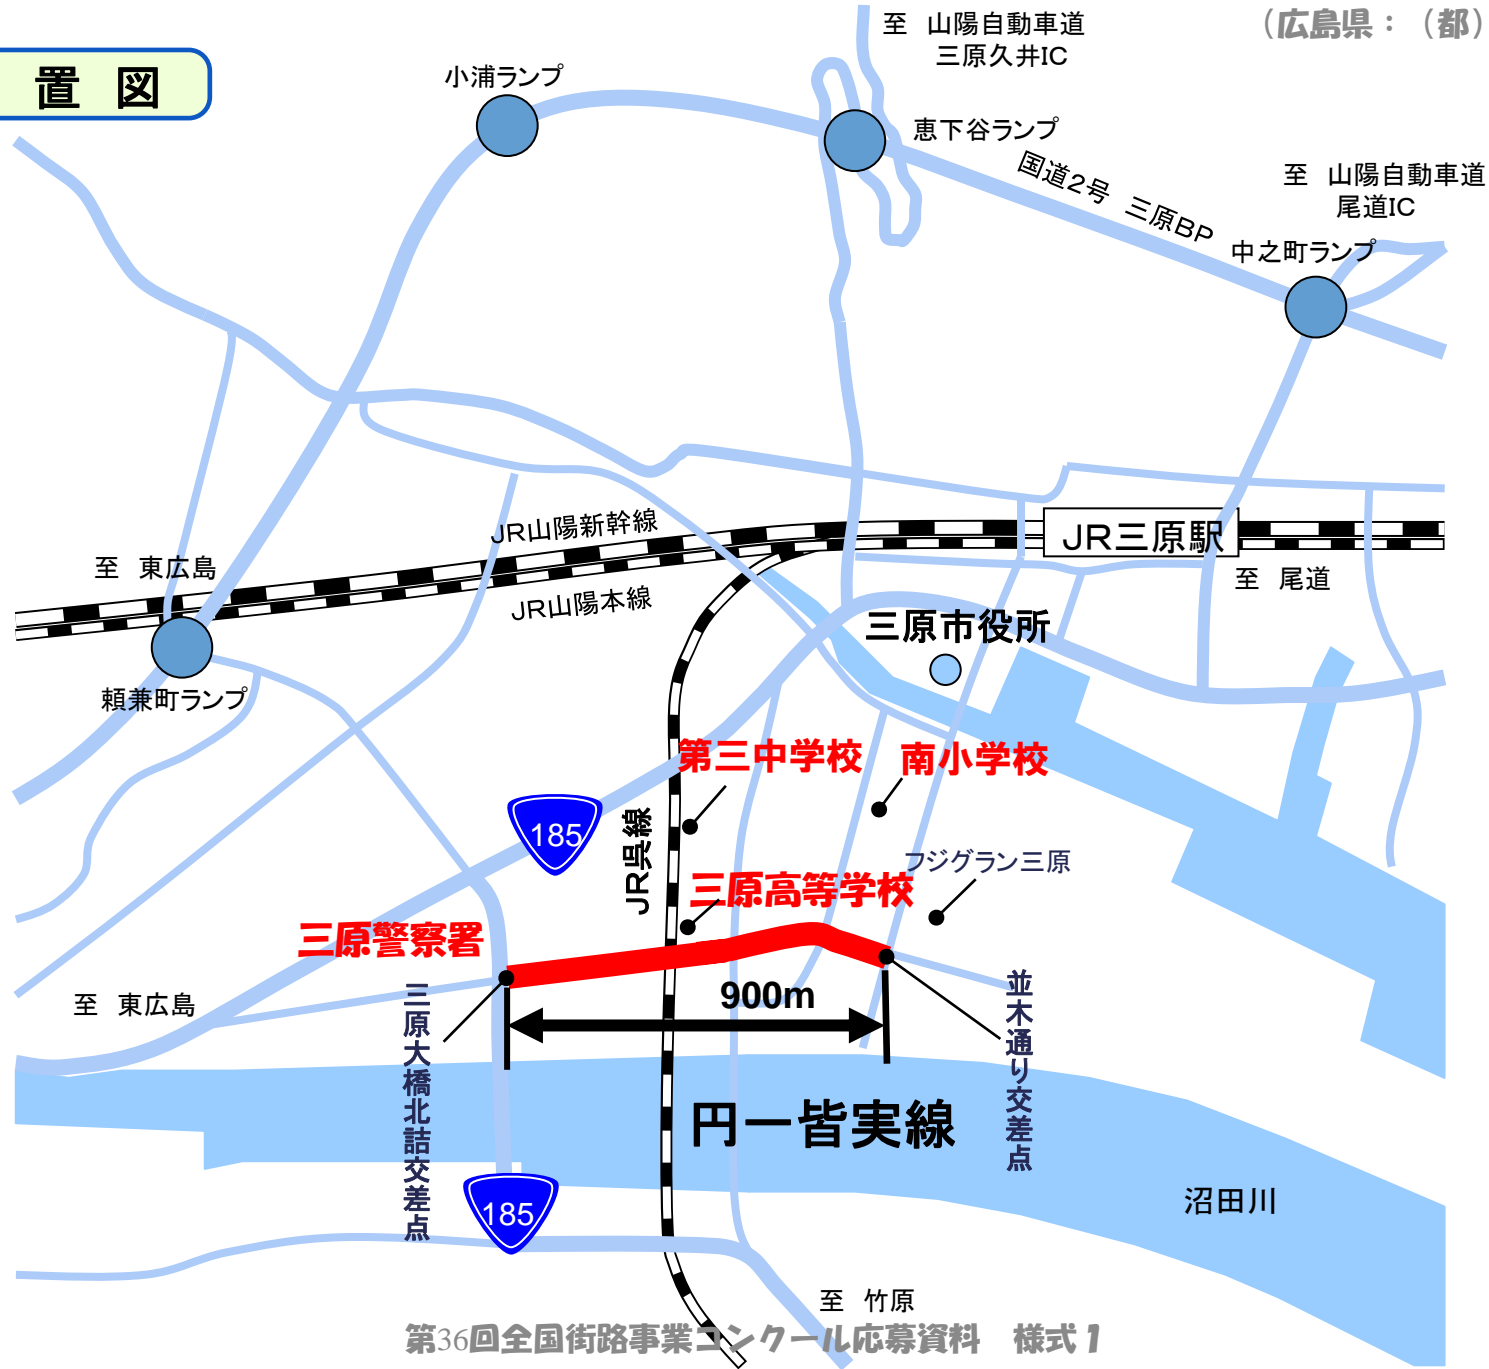 （広島県：（都）
置　図
至　山陽自動車道
三原久井IC
小浦ランプ
恵下谷ランプ
国道２号　三原ＢＰ
至　山陽自動車道
尾道IC
中之町ランプ
ＪＲ山陽新幹線
ＪＲ三原駅
至　東広島
至　尾道
ＪＲ山陽本線
三原市役所
頼兼町ランプ
第三中学校
南小学校
185
ＪＲ呉線
フジグラン三原
三原高等学校
三原警察署
至　東広島
900m
三原大橋北詰交差点
並木通り交差点
円一皆実線
185
沼田川
至　竹原
第36回全国街路事業コンクール応募資料　様式１